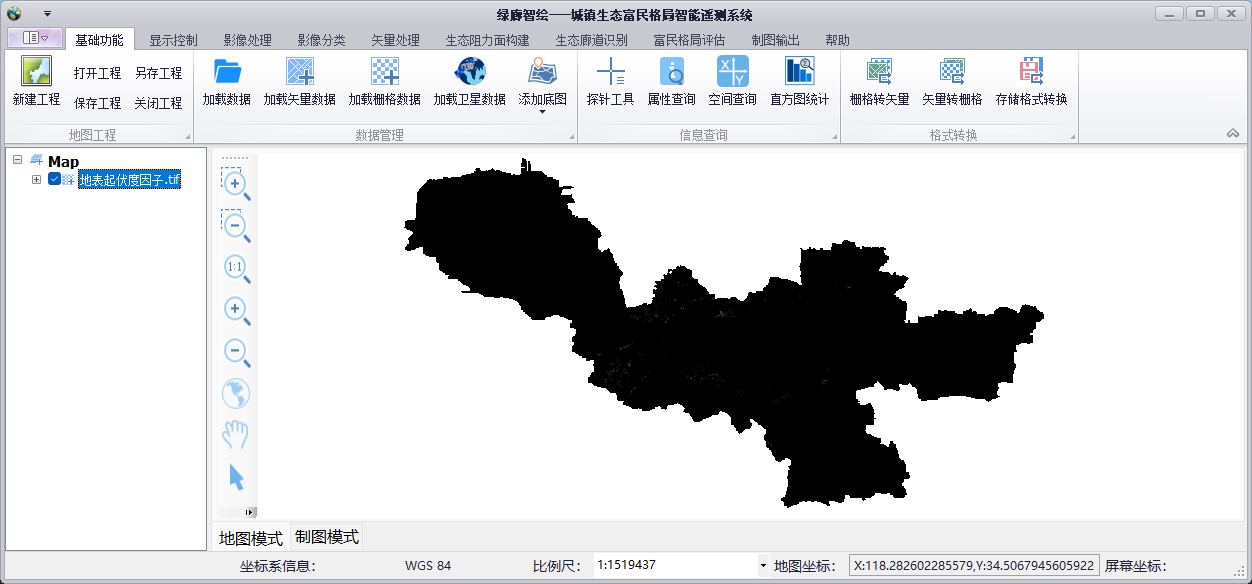 绿廊智绘——城镇生态富民格局智能遥测系统
基础功能 显示控制 影像处理 影像分类 矢量处理 生态阻力面构建 生态廊道识别 富民格局评估 制图输出 帮助
新建工程 打开工程 另存工程 保存工程 关闭工程
地图工程
加载数据 加载矢量数据 加载栅格数据 加载卫星数据 添加底图
数据管理
探针工具 属性查询 空间查询 直方图统计
信息查询
栅格转矢量 矢量转栅格 存储格式转换
格式转换
Map
地表起伏度因子.tif
1:1
地图模式 制图模式
坐标系信息: WGS 84 比例尺: 1:1519437 地图坐标: X:118.282602285579,Y:34.5067945605922 屏幕坐标: